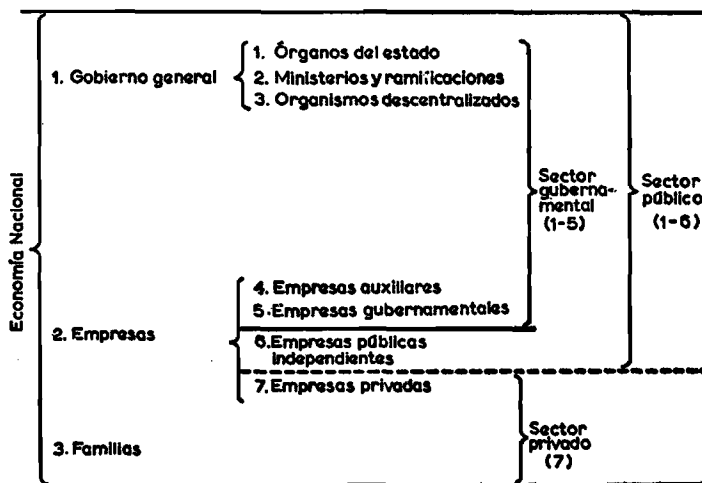 Economía Nacional
1. Gobierno general
1. Órganos del estado
2. Ministerios y ramificaciones
3. Organismos descentralizados
Sector
guberna-
mental
(1-5)
Sector
público
(1-6)
2. Empresas
4. Empresas auxiliares
5. Empresas gubernamentales
6. Empresas públicas
independientes
7. Empresas privadas
3. Familias
Sector
privado
(7)